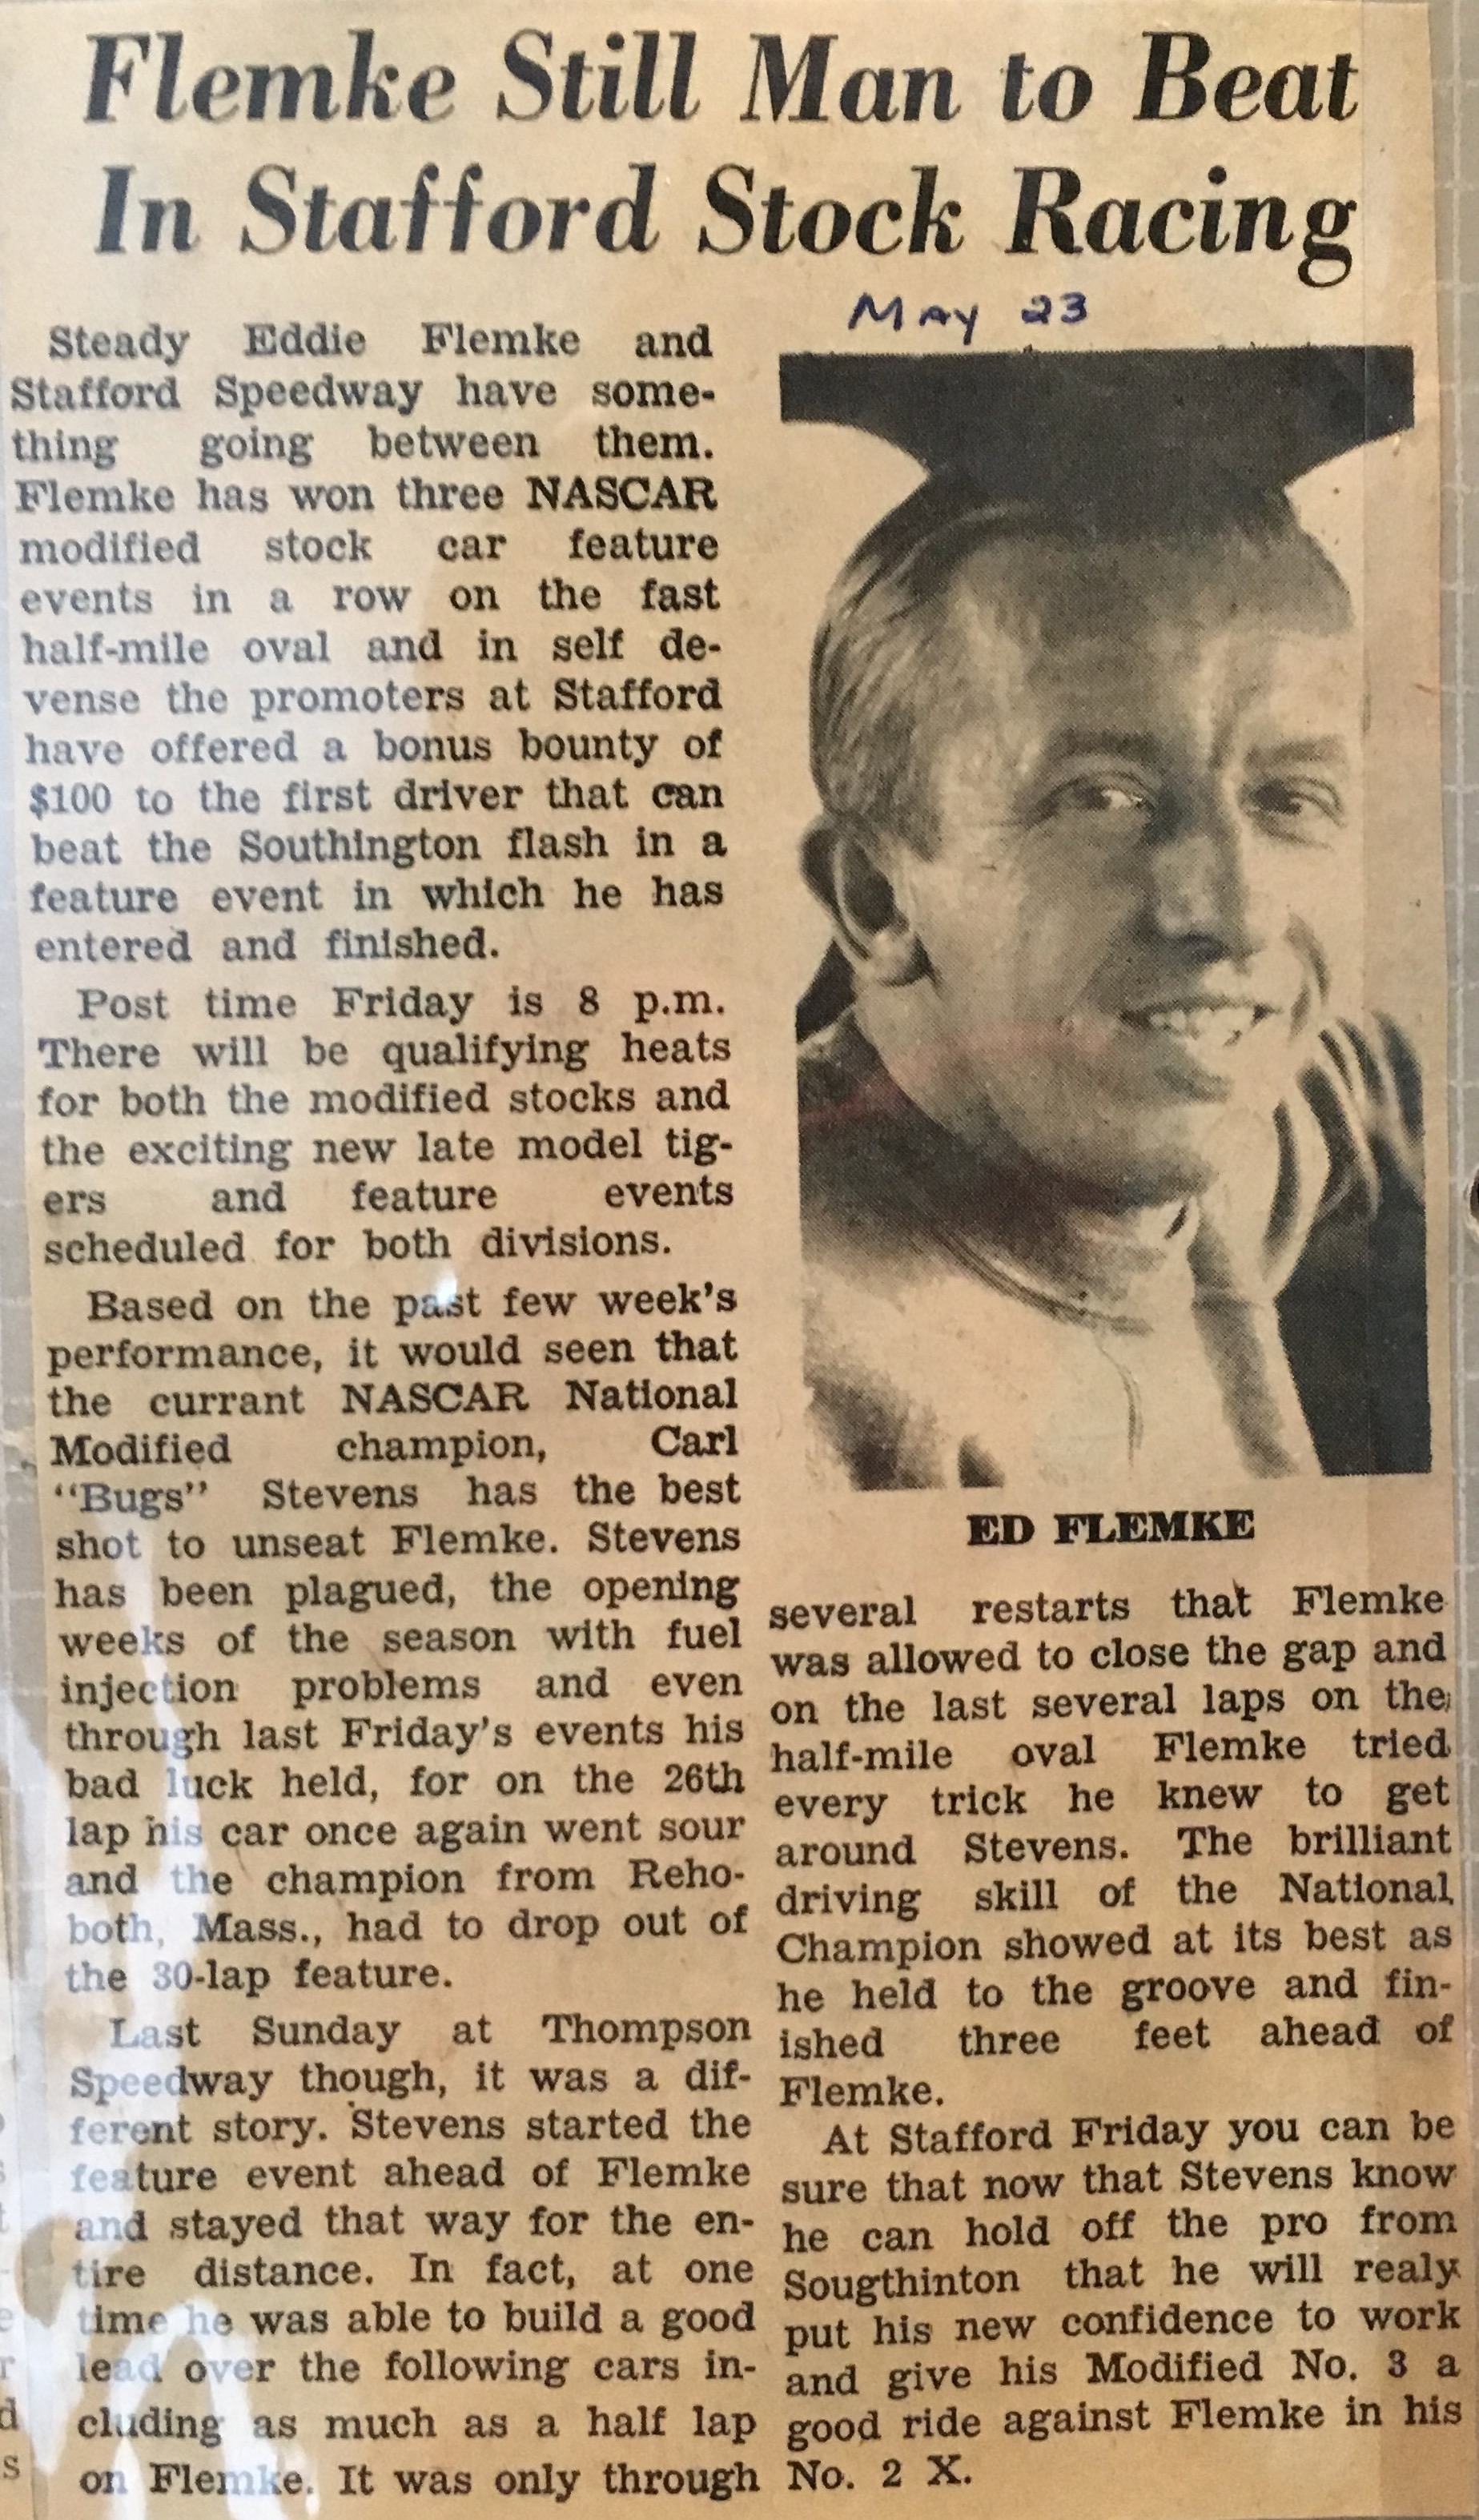 Flemke Still Man to Beat
In Stafford Stock Racing
May 23
Steady Eddie Flemke and
Stafford Speedway have some-
thing going between them.
Flemke has won three NASCAR
modified stock car feature
events in a row on the fast
half-mile oval and in self de-
vense the promoters at Stafford
have offered a bonus bounty of
$100 to the first driver that can
beat the Southington flash in a
feature event in which he has
entered and finished.
Post time Friday is 8 p.m.
There will be qualifying heats
for both the modified stocks and
the exciting new late model tig-
ers and feature events
scheduled for both divisions.
Based on the past few week's
performance, it would seen that
the currant NASCAR National
Modified champion, Carl
"Bugs" Stevens has the best
shot to unseat Flemke. Stevens
has been plagued, the opening
weeks of the season with fuel
injection problems and even
through last Friday's events his
bad luck held, for on the 26th
lap his car once again went sour
and the champion from Reho-
both, Mass., had to drop out of
the 30-lap feature.
Last Sunday at Thompson
Speedway though, it was a dif-
ferent story. Stevens started the
feature event ahead of Flemke
and stayed that way for the en-
tire distance. In fact, at one
time he was able to build a good
lead over the following cars in-
cluding as much as a half lap
on Flemke. It was only through
ED FLEMKE
several restarts that Flemke
was allowed to close the gap and
on the last several laps on the
half-mile oval Flemke tried
every trick he knew to get
around Stevens. The brilliant
driving skill of the National
Champion showed at its best as
he held to the groove and fin-
ished three feet ahead of
Flemke.
At Stafford Friday you can be
sure that now that Stevens know
he can hold off the pro from
Sougthinton that he will realy
put his new confidence to work
and give his Modified No. 3 a
good ride against Flemke in his
No. 2 X.